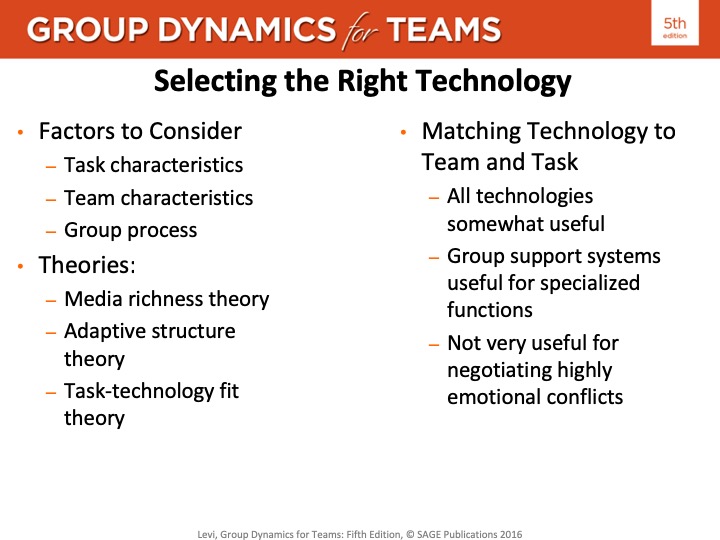 GROUP DYNAMICS for TEAMS
5th
edition
Selecting the Right Technology
• Factors to Consider
– Task characteristics
– Team characteristics
– Group process
• Theories:
– Media richness theory
– Adaptive structure
theory
– Task-technology fit
theory
• Matching Technology to
Team and Task
– All technologies
somewhat useful
– Group support systems
useful for specialized
functions
– Not very useful for
negotiating highly
emotional conflicts
Levi, Group Dynamics for Teams: Fifth Edition, © SAGE Publications 2016